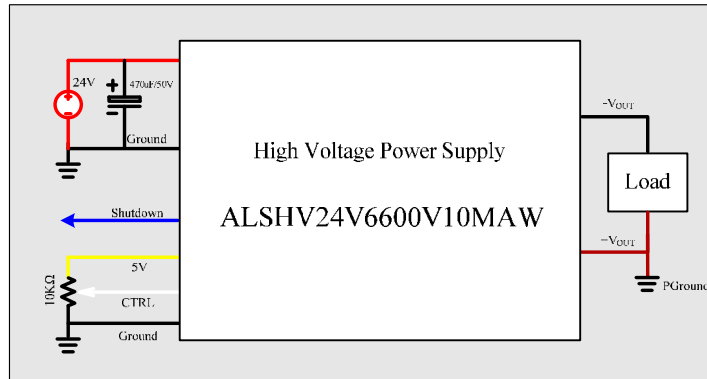 24V
+
470uF/50V
Ground
Shutdown
5V
10KΩ
CTRL
Ground
High Voltage Power Supply
ALSHV24V6600V10MAW
-VOUT
Load
-VOUT
PGround